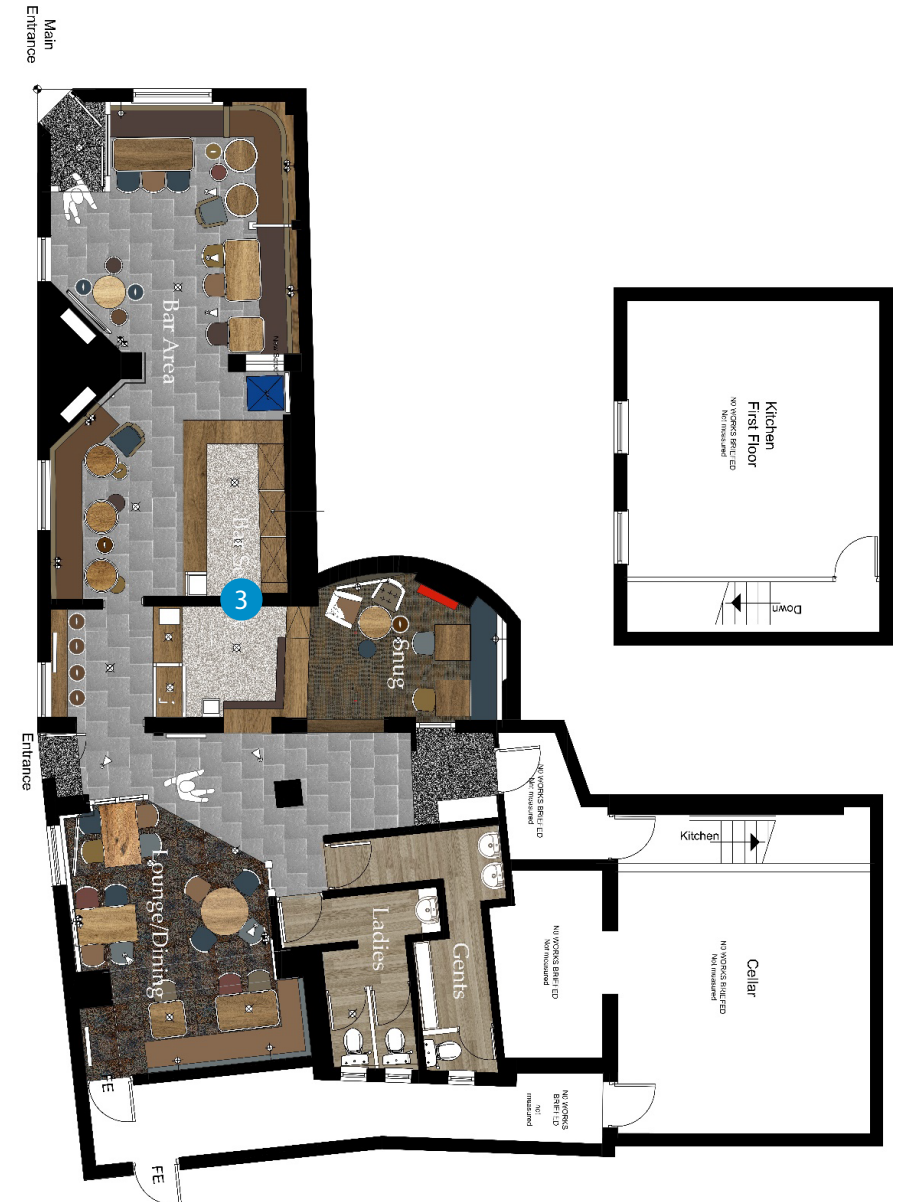 Main
Entrance
Bar Area
3
Snug
Kitchen
First Floor
NO WORKS BRIEFED
Not measured
Down
Entrance
NO WORKS BRIEFED
Not measured
Kitchen
Lounge/Dining
Ladies
Gents
NO WORKS BRIEFED
Not measured
Cellar
NO WORKS BRIEFED
Not measured
FE
NO WORKS
BRIEFED
not
measured
FE